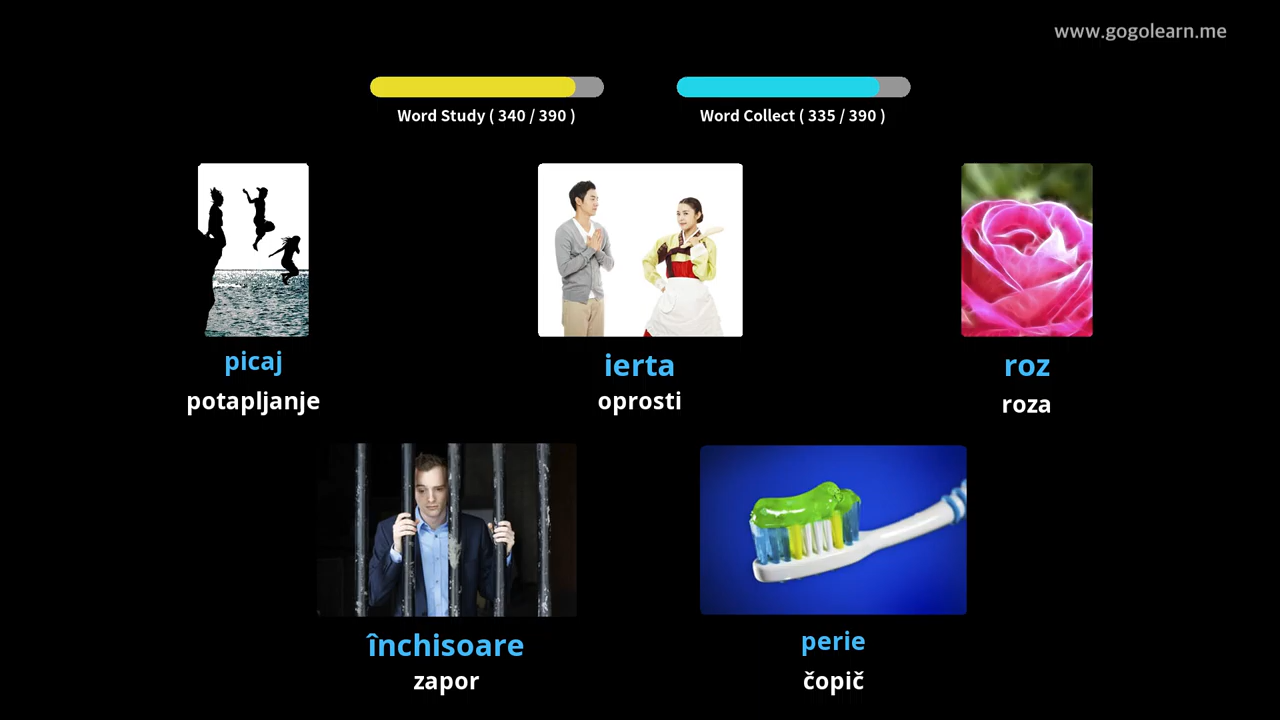 www.gogolearn.me
Word Study ( 340 / 390 )
Word Collect ( 335 / 390 )
picaj
potapljanje
ierta
oprosti
roz
roza
închisoare
zapor
perie
čopič